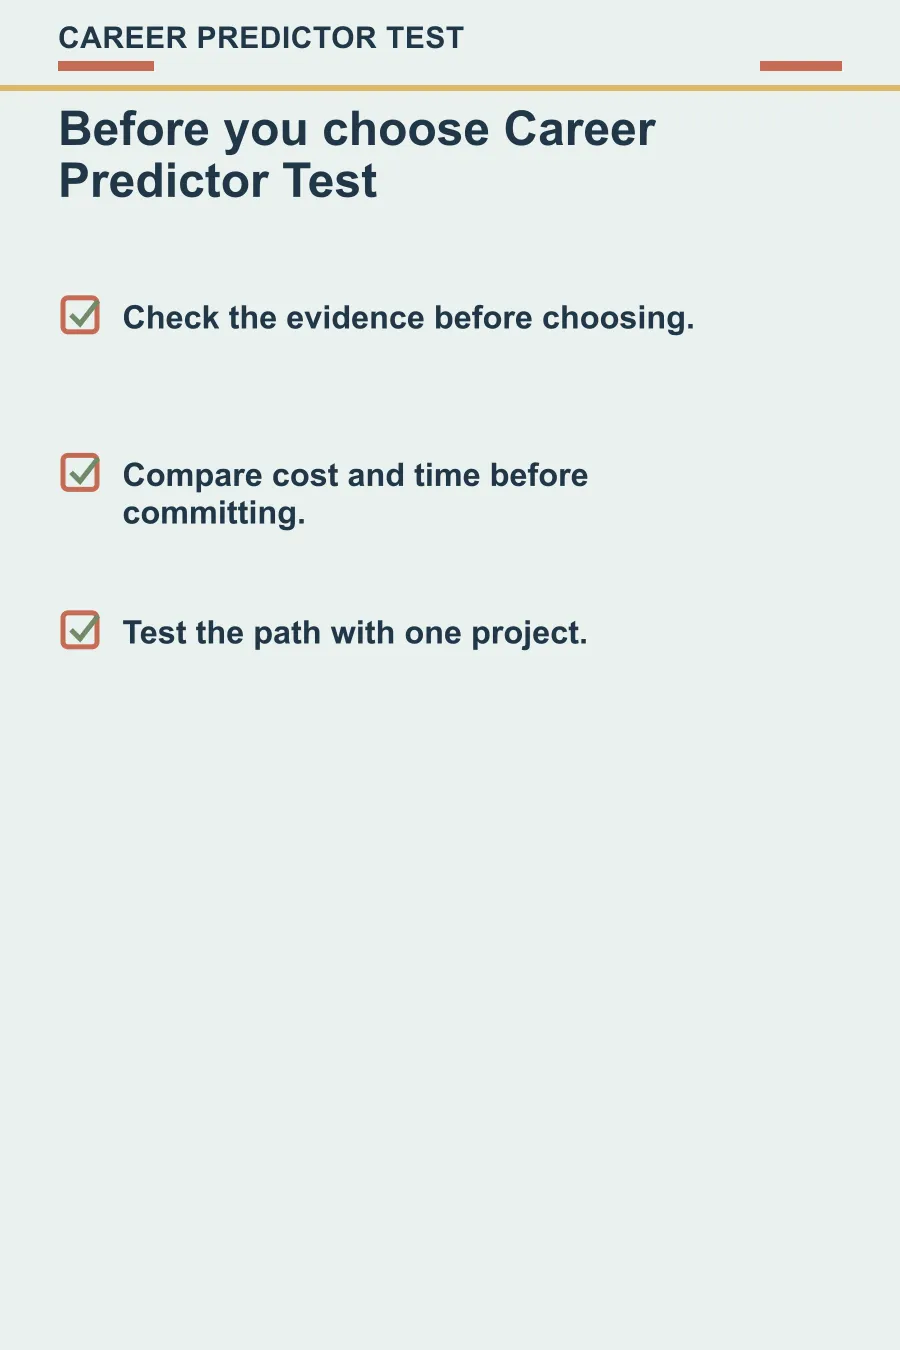 CAREER PREDICTOR TEST
Before you choose Career
Predictor Test
Check the evidence before choosing.
Compare cost and time before
committing.
Test the path with one project.